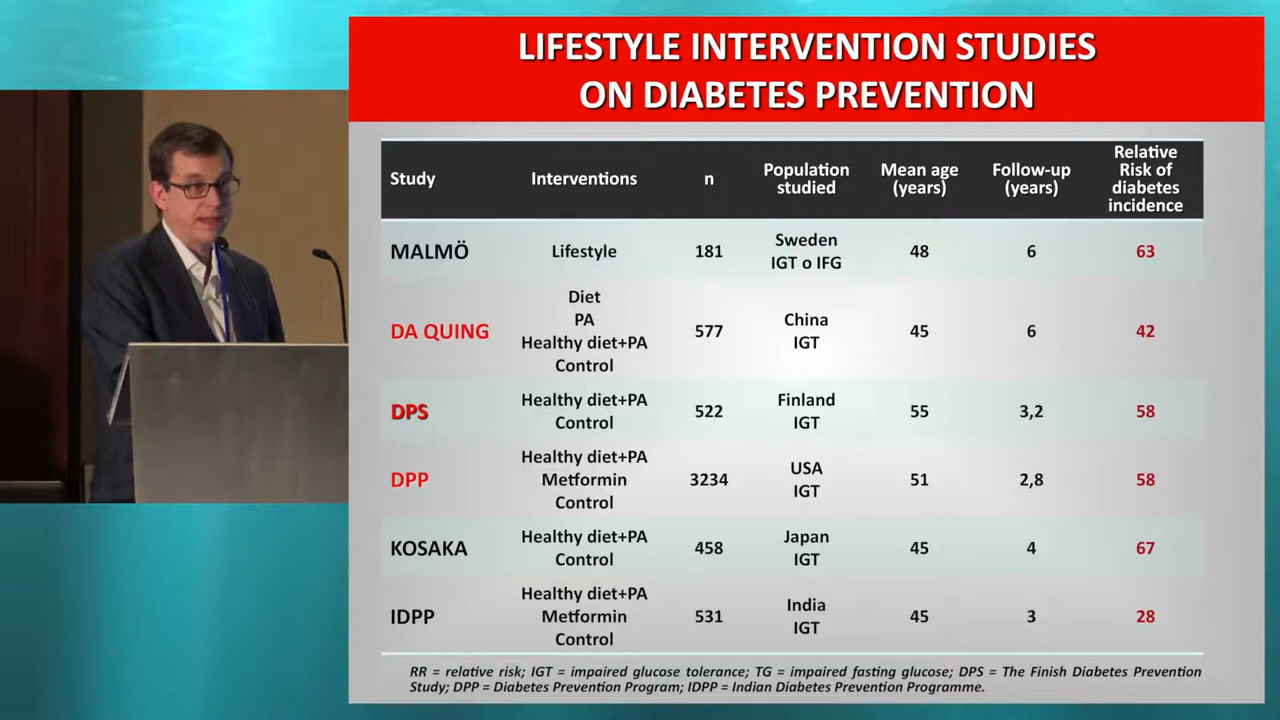 LIFESTYLE INTERVENTION STUDIES
ON DIABETES PREVENTION
Study Interventions n Population studied Mean age (years) Follow-up (years) Relative Risk of diabetes incidence
MALMÖ Lifestyle 181 Sweden IGT o IFG 48 6 63
DA QUING Diet PA Healthy diet+PA Control 577 China IGT 45 6 42
DPS Healthy diet+PA Control 522 Finland IGT 55 3,2 58
DPP Healthy diet+PA Metformin Control 3234 USA IGT 51 2,8 58
KOSAKA Healthy diet+PA Control 458 Japan IGT 45 4 67
IDPP Healthy diet+PA Metformin Control 531 India IGT 45 3 28
RR = relative risk; IGT = impaired glucose tolerance; TG = impaired fasting glucose; DPS = The Finish Diabetes Prevention
Study; DPP = Diabetes Prevention Program; IDPP = Indian Diabetes Prevention Programme.